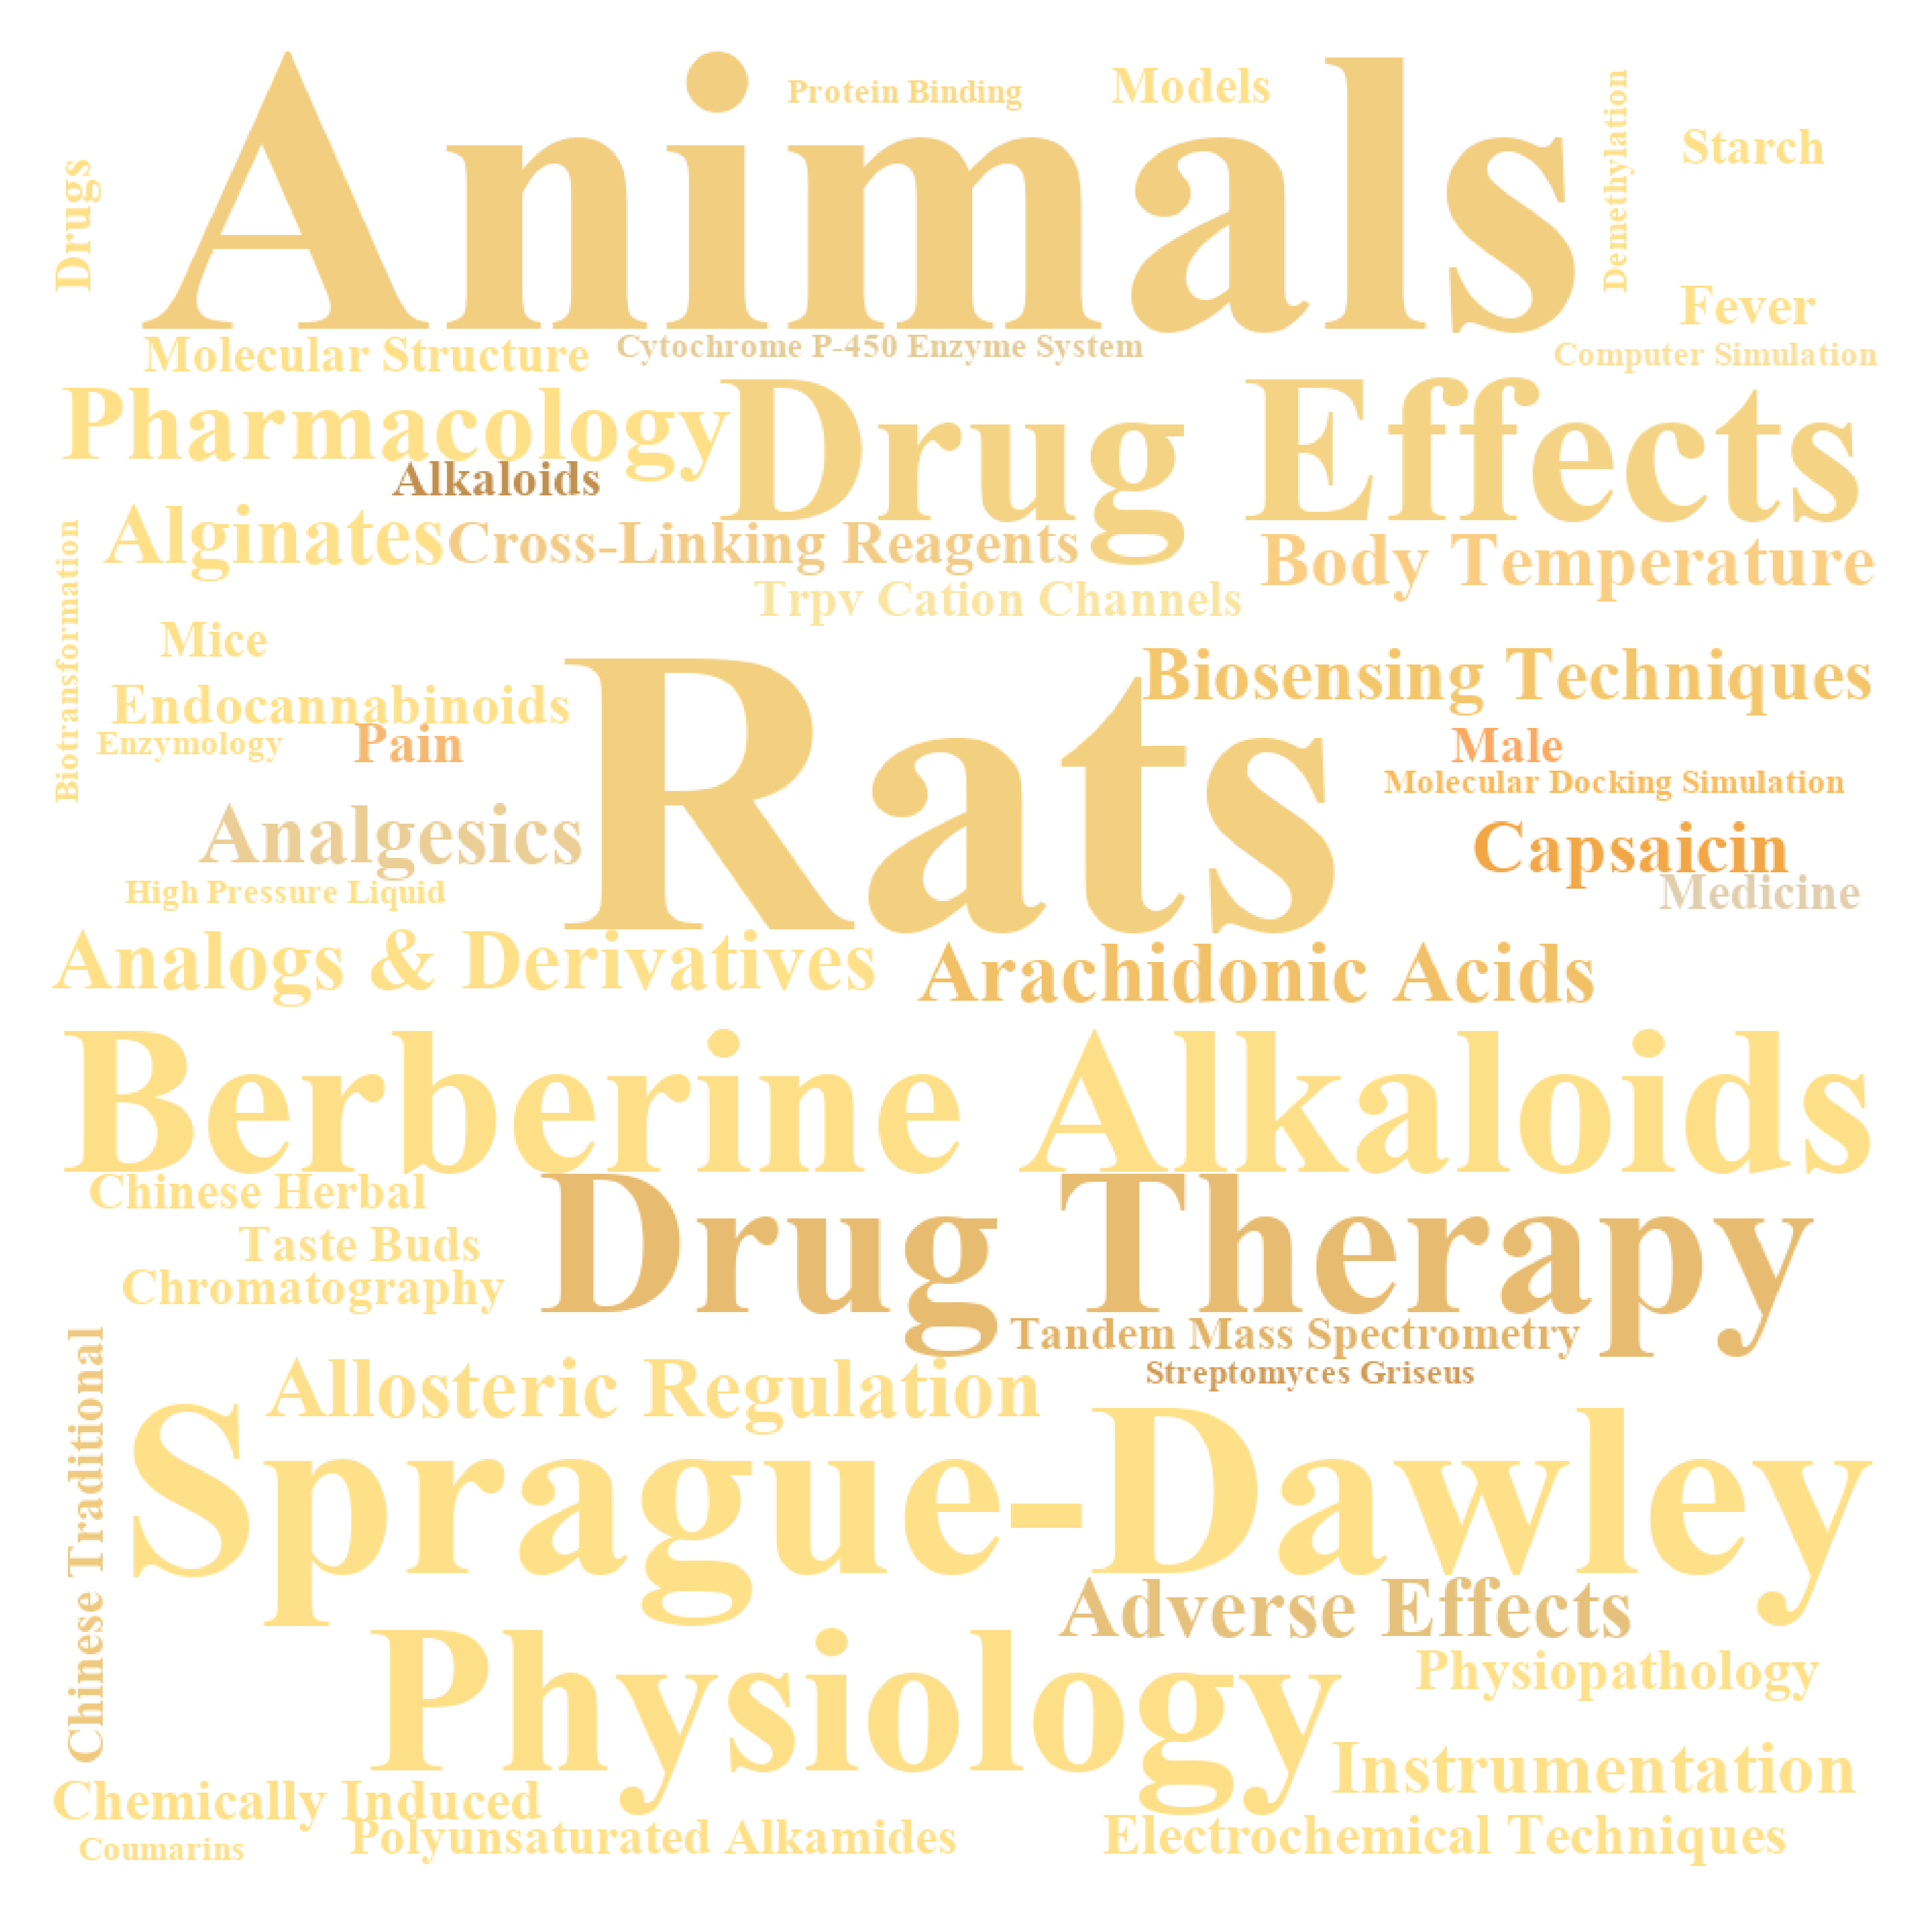 Protein Binding
Models
Animals
Drugs
Demethylation
Starch
Fever
Molecular Structure
Cytochrome P-450 Enzyme System
Computer Simulation
Pharmacology
Drug Effects
Alkaloids
Alginates
Cross-Linking Reagents
Body Temperature
Trpv Cation Channels
Biotransformation
Mice
Rats
Biosensing Techniques
Endocannabinoids
Enzymology
Pain
Male
Molecular Docking Simulation
Analgesics
Capsaicin
High Pressure Liquid
Medicine
Analogs & Derivatives
Arachidonic Acids
Berberine Alkaloids
Chinese Herbal
Drug Therapy
Taste Buds
Chromatography
Tandem Mass Spectrometry
Streptomyces Griseus
Chinese Traditional
Allosteric Regulation
Sprague-Dawley
Adverse Effects
Physiology
Physiopathology
Instrumentation
Chemically Induced
Polyunsaturated Alkamides
Electrochemical Techniques
Coumarins